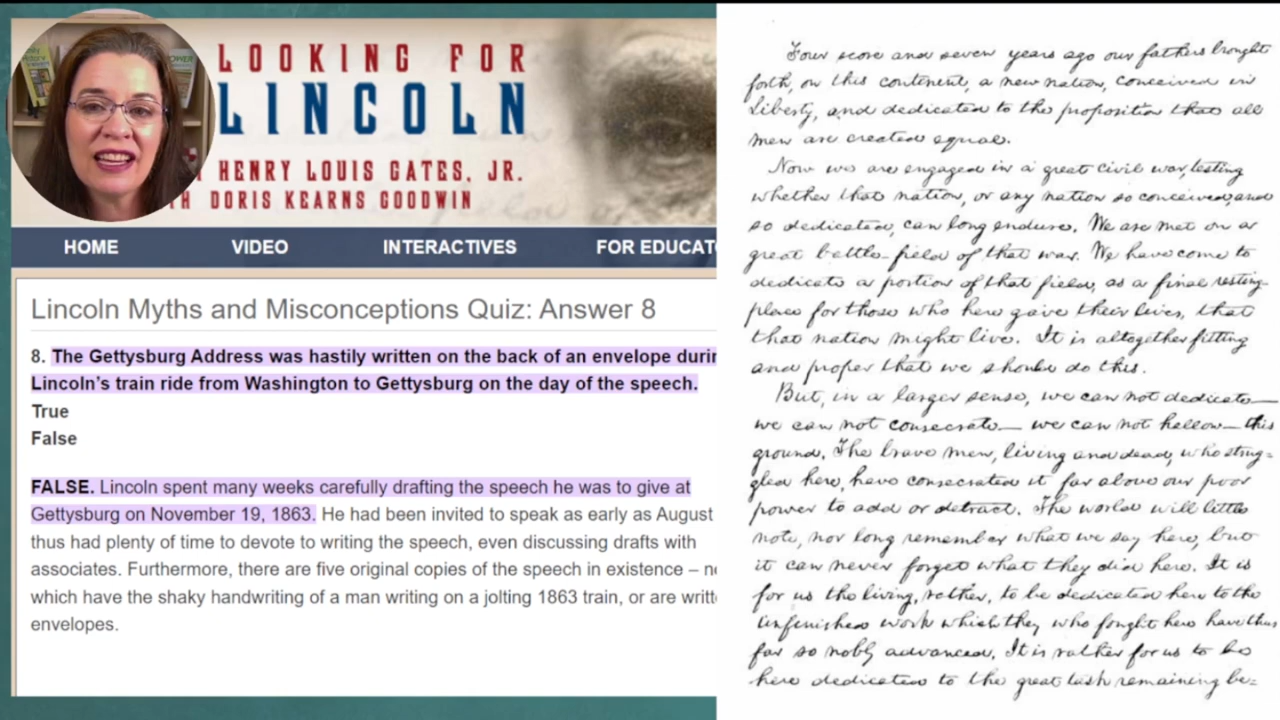 LOOKING FOR
LINCOLN
HENRY LOUIS GATES, JR.
DORIS KEARNS GOODWIN
HOME VIDEO INTERACTIVES FOR EDUCAT
Lincoln Myths and Misconceptions Quiz: Answer 8
8. The Gettysburg Address was hastily written on the back of an envelope durin
Lincoln's train ride from Washington to Gettysburg on the day of the speech.
True
False
FALSE. Lincoln spent many weeks carefully drafting the speech he was to give at
Gettysburg on November 19, 1863. He had been invited to speak as early as August
thus had plenty of time to devote to writing the speech, even discussing drafts with
associates. Furthermore, there are five original copies of the speech in existence – no
which have the shaky handwriting of a man writing on a jolting 1863 train, or are writt
envelopes.
Four score and seven years ago our fathers brought
forth, on this continent, a new nation, conceived in
Liberty, and dedicated to the proposition that all
men are created equal.
Now we are engaged in a great civil war, testing
whether that nation, or any nation so conceived, and
so dedicated, can long endure. We are met on a
great battle-field of that war. We have come to
dedicate a portion of that field, as a final resting-
place for those who here gave their lives, that
that nation might live. It is altogether fitting
and proper that we should do this.
But, in a larger sense, we can not dedicate—
we can not consecrate— we can not hallow— this
ground. The brave men, living and dead, who strug=
gled here, have consecrated it far above our poor
power to add or detract. The world will little
note, nor long remember what we say here, but
it can never forget what they did here. It is
for us the living, rather, to be dedicated here to the
unfinished work which they who fought here have thus
far so nobly advanced. It is rather for us to be
here dedicated to the great task remaining be=